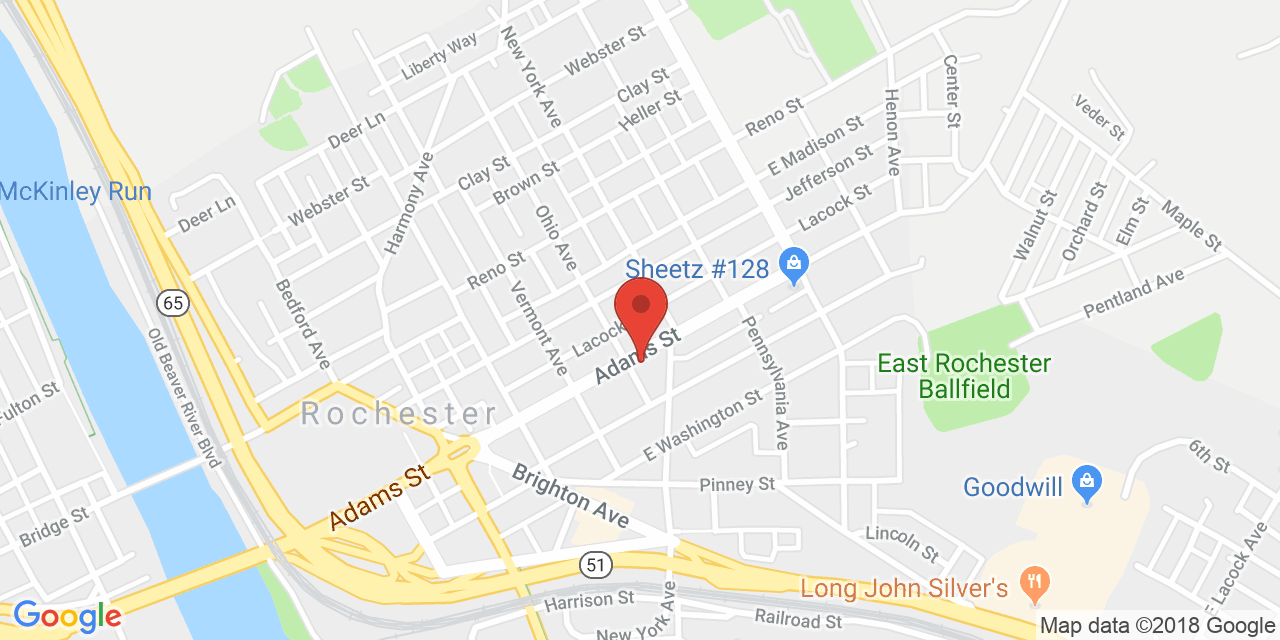 Liberty Way
New York Ave
Webster St
Clay St
Heller St
Deer Ln
Reno St
E Madison St
Jefferson St
Lacock St
Henon Ave
Center St
Veder St
Maple St
McKinley Run
Deer Ln
Webster St
Harmony Ave
Clay St
Brown St
Ohio Ave
Reno St
Vermont Ave
Sheetz #128
Walnut St
Orchard St
Elm St
Pentland Ave
65
Old Beaver River Blvd
Bedford Ave
Lacock
Adams St
Pennsylvania Ave
East Rochester
Ballfield
Fulton St
Rochester
E Washington St
Adams St
Brighton Ave
Pinney St
Goodwill
6th St
Bridge St
Lincoln St
E Lacock Ave
51
Long John Silver's
Harrison St
New York Ave
Railroad St
Google
Map data ©2018 Google